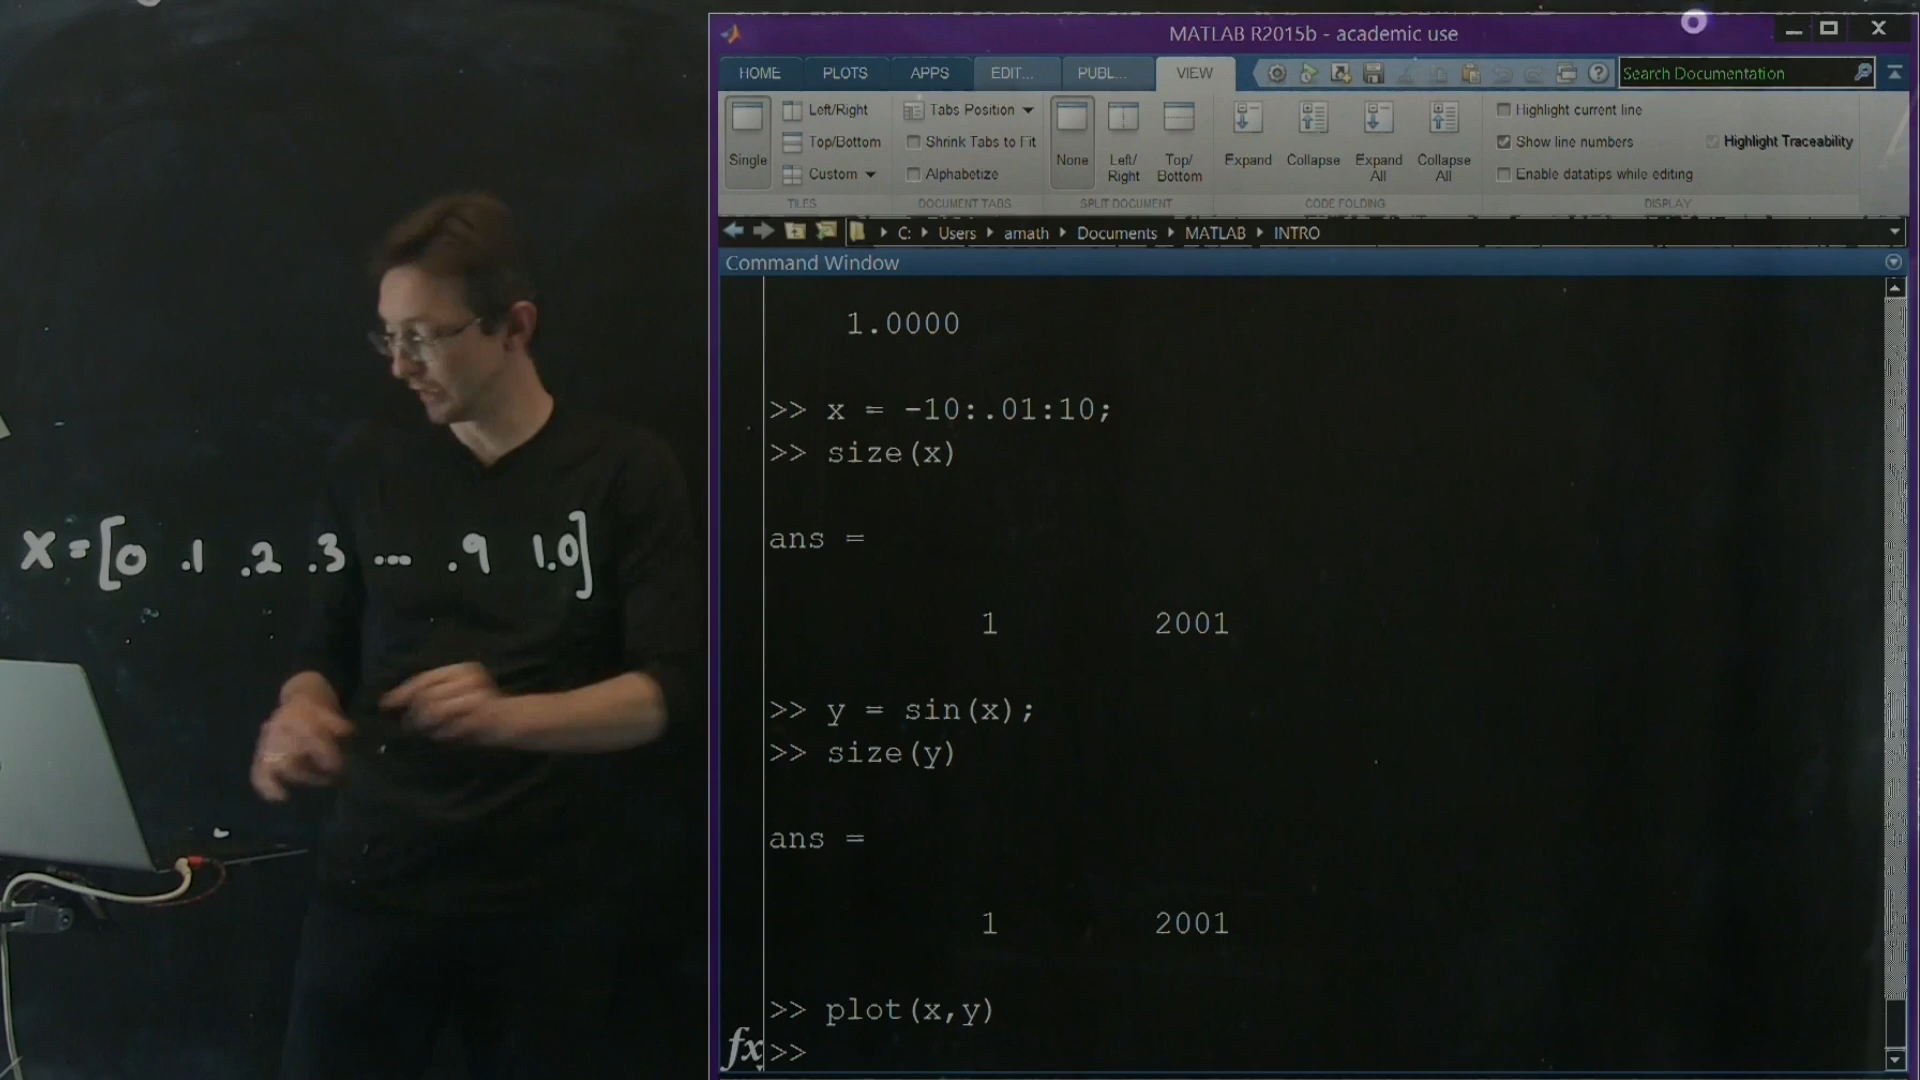 MATLAB R2015b - academic use
HOME PLOTS APPS EDIT... PUBL... VIEW Search Documentation
Left/Right Tabs Position Highlight current line
Top/Bottom Shrink Tabs to Fit Show line numbers Highlight Traceability
Single Custom Alphabetize None Left/Right Top/Bottom Expand Collapse Expand All Collapse All Enable datatips while editing
TILES DOCUMENT TABS SPLIT DOCUMENT CODE FOLDING DISPLAY
C: Users amath Documents MATLAB INTRO
Command Window
1.0000
>> x = -10:.01:10;
>> size(x)
ans =
1 2001
>> y = sin(x);
>> size(y)
ans =
1 2001
>> plot(x,y)
fx >>
x=[0 .1 .2 .3 ... .9 1.0]